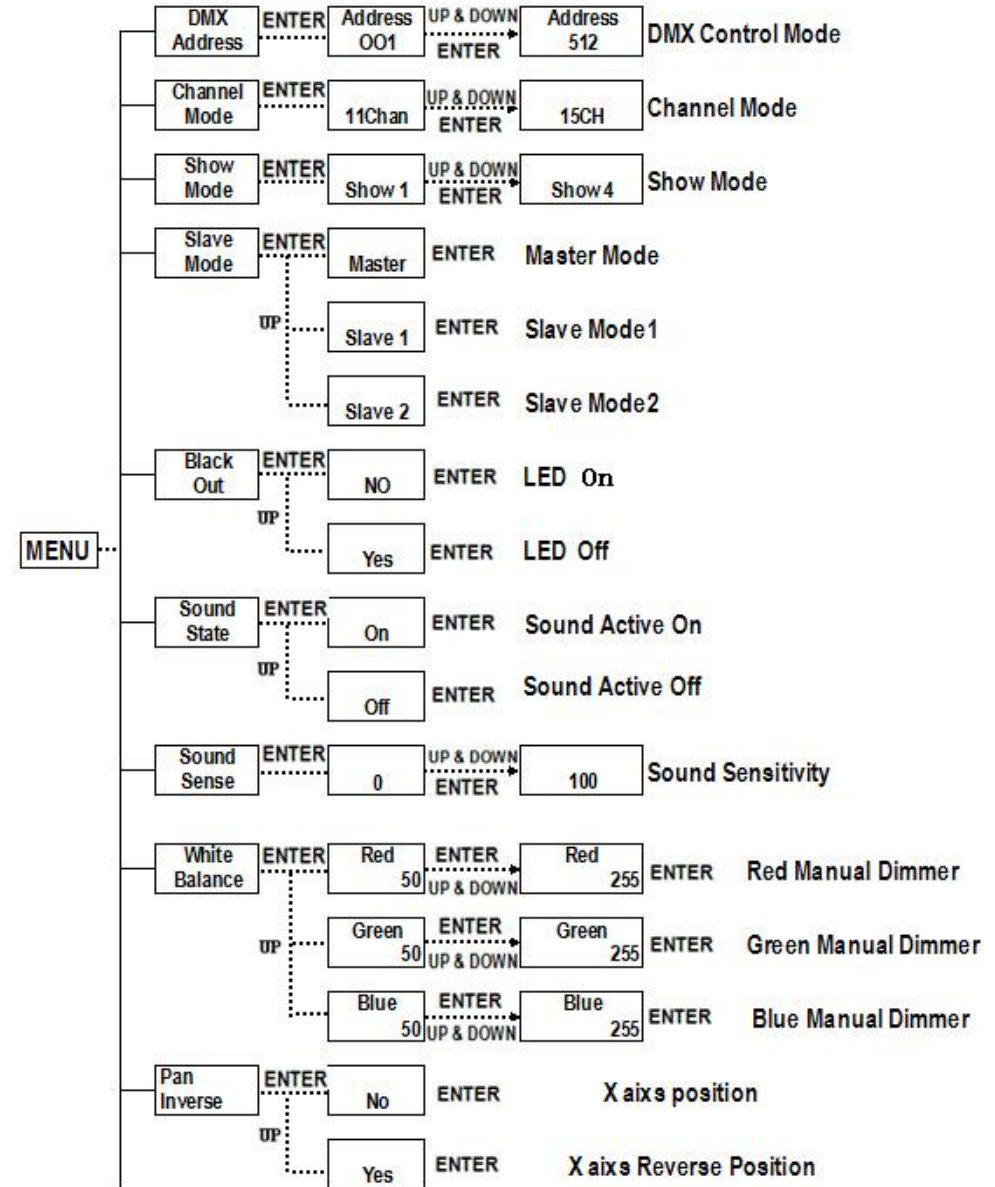 DMX Address ENTER Address 001 UP & DOWN ENTER Address 512 DMX Control Mode
Channel Mode ENTER 11Chan UP & DOWN ENTER 15CH Channel Mode
Show Mode ENTER Show 1 UP & DOWN ENTER Show 4 Show Mode
Slave Mode ENTER Master ENTER Master Mode
UP Slave 1 ENTER Slave Mode1
Slave 2 ENTER Slave Mode2
Black Out ENTER NO ENTER LED On
UP Yes ENTER LED Off
MENU
Sound State ENTER On ENTER Sound Active On
UP Off ENTER Sound Active Off
Sound Sense ENTER 0 UP & DOWN ENTER 100 Sound Sensitivity
White Balance ENTER Red 50 ENTER UP & DOWN Red 255 ENTER Red Manual Dimmer
UP Green 50 ENTER UP & DOWN Green 255 ENTER Green Manual Dimmer
Blue 50 ENTER UP & DOWN Blue 255 ENTER Blue Manual Dimmer
Pan Inverse ENTER No ENTER X aixs position
UP Yes ENTER X aixs Reverse Position